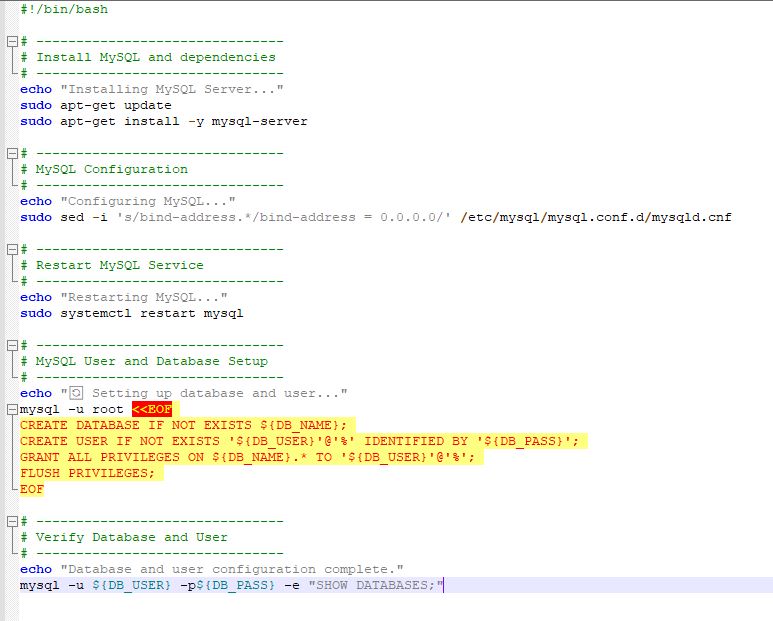 #!/bin/bash
# -------------------------------
# Install MySQL and dependencies
# -------------------------------
echo "Installing MySQL Server..."
sudo apt-get update
sudo apt-get install -y mysql-server
# -------------------------------
# MySQL Configuration
# -------------------------------
echo "Configuring MySQL..."
sudo sed -i 's/bind-address.*/bind-address = 0.0.0.0/' /etc/mysql/mysql.conf.d/mysqld.cnf
# -------------------------------
# Restart MySQL Service
# -------------------------------
echo "Restarting MySQL..."
sudo systemctl restart mysql
# -------------------------------
# MySQL User and Database Setup
# -------------------------------
echo "🔄 Setting up database and user..."
mysql -u root <<EOF
CREATE DATABASE IF NOT EXISTS ${DB_NAME};
CREATE USER IF NOT EXISTS '${DB_USER}'@'%' IDENTIFIED BY '${DB_PASS}';
GRANT ALL PRIVILEGES ON ${DB_NAME}.* TO '${DB_USER}'@'%';
FLUSH PRIVILEGES;
EOF
# -------------------------------
# Verify Database and User
# -------------------------------
echo "Database and user configuration complete."
mysql -u ${DB_USER} -p${DB_PASS} -e "SHOW DATABASES;"